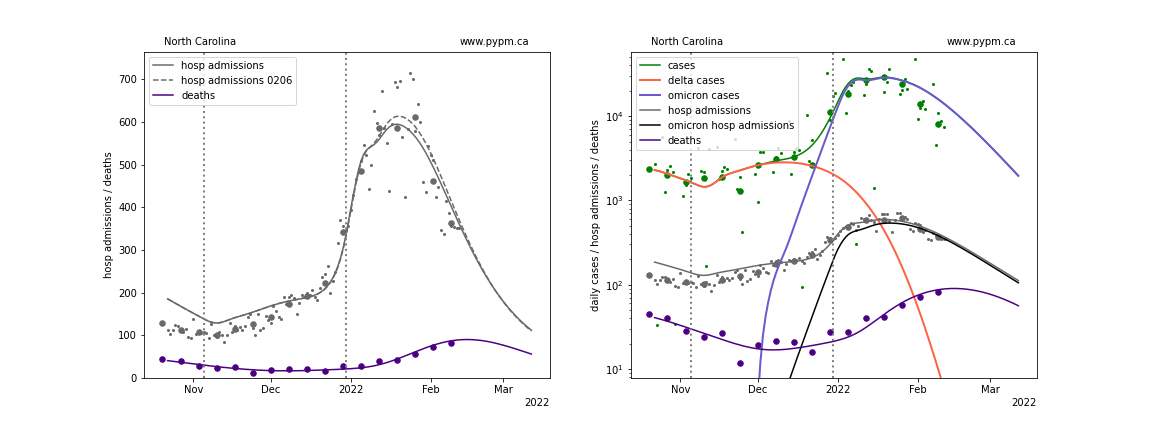 North Carolina
www.pypm.ca
hosp admissions
hosp admissions 0206
deaths
hosp admissions / deaths
700
600
500
400
300
200
100
0
Nov
Dec
2022
Feb
Mar
2022
North Carolina
www.pypm.ca
cases
delta cases
omicron cases
hosp admissions
omicron hosp admissions
deaths
daily cases / hosp admissions / deaths
10⁴
10³
10²
10¹
Nov
Dec
2022
Feb
Mar
2022